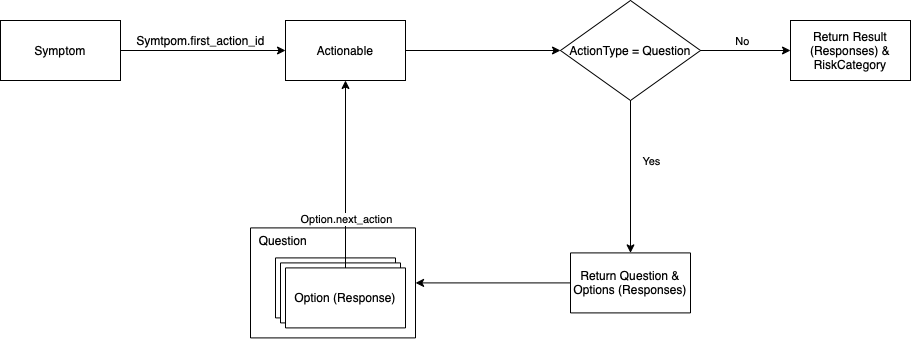 Symptom
Symtpom.first_action_id
Actionable
ActionType = Question
No
Return Result
(Responses) &
RiskCategory
Yes
Option.next_action
Question
Option (Response)
Return Question &
Options (Responses)